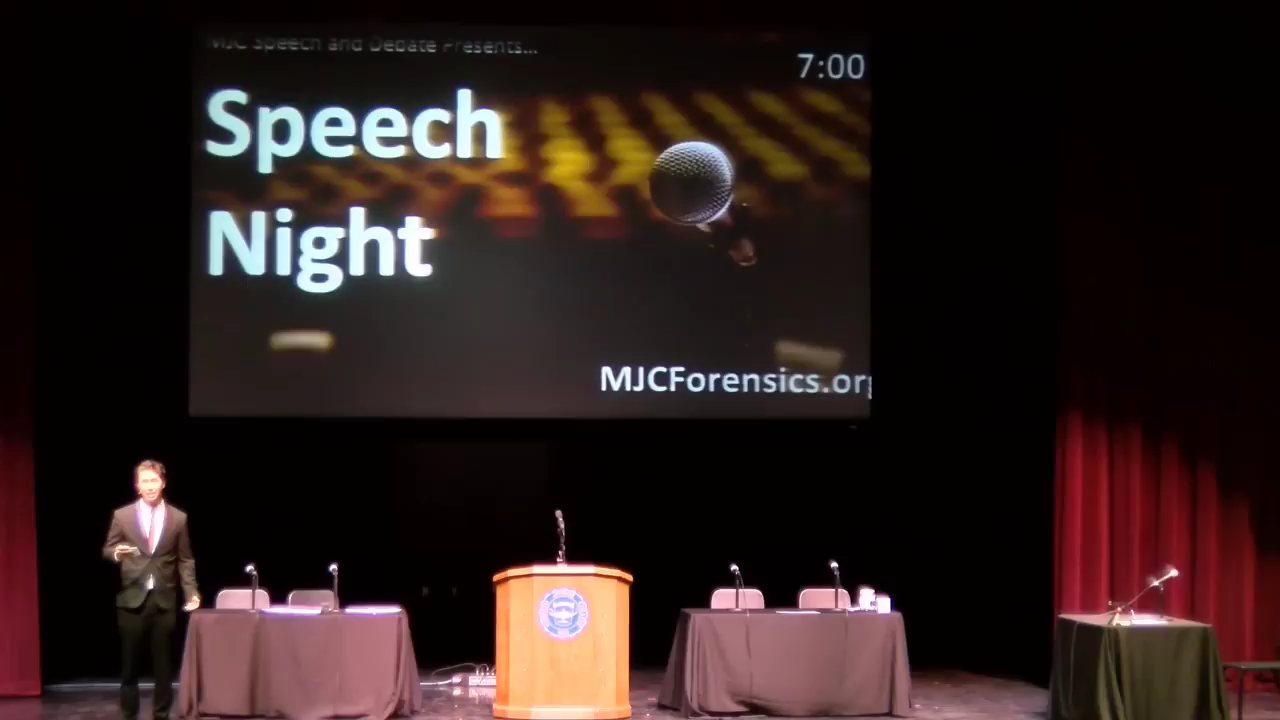 MJC Speech and Debate Presents...
7:00
Speech
Night
MJCForensics.org